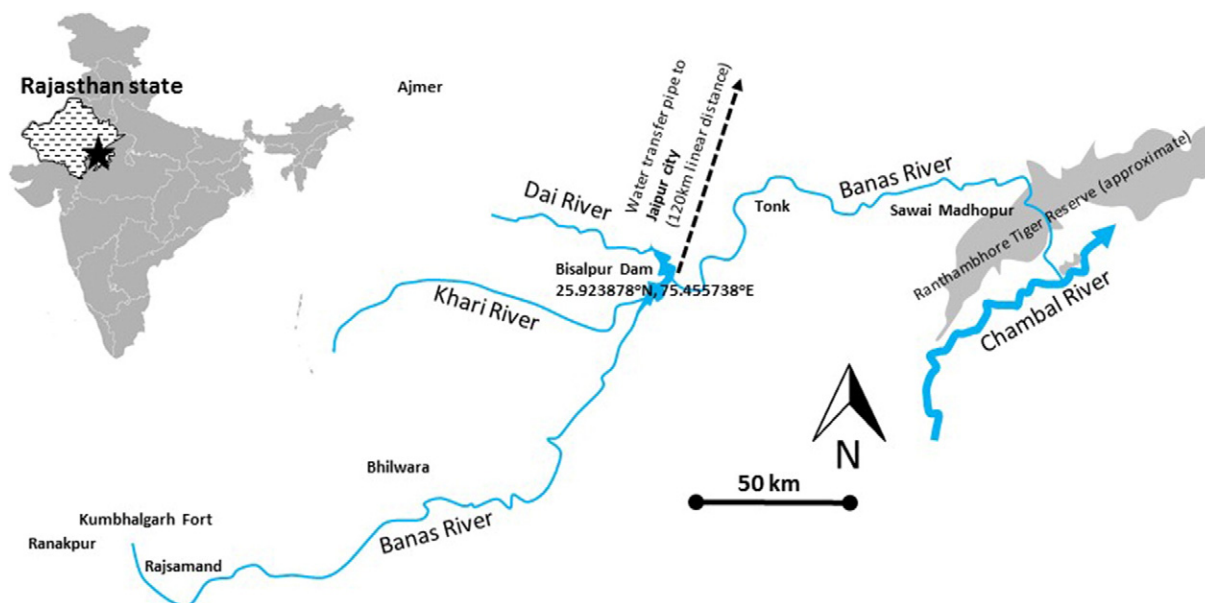 Rajasthan state
Ajmer
Water transfer pipe to
Jaipur city
(120km linear distance)
Dai River
Banas River
Tonk
Sawai Madhopur
Ranthambhore Tiger Reserve (approximate)
Bisalpur Dam
25.923878°N, 75.455738°E
Khari River
Chambal River
N
50 km
Bhilwara
Banas River
Kumbhalgarh Fort
Ranakpur
Rajsamand